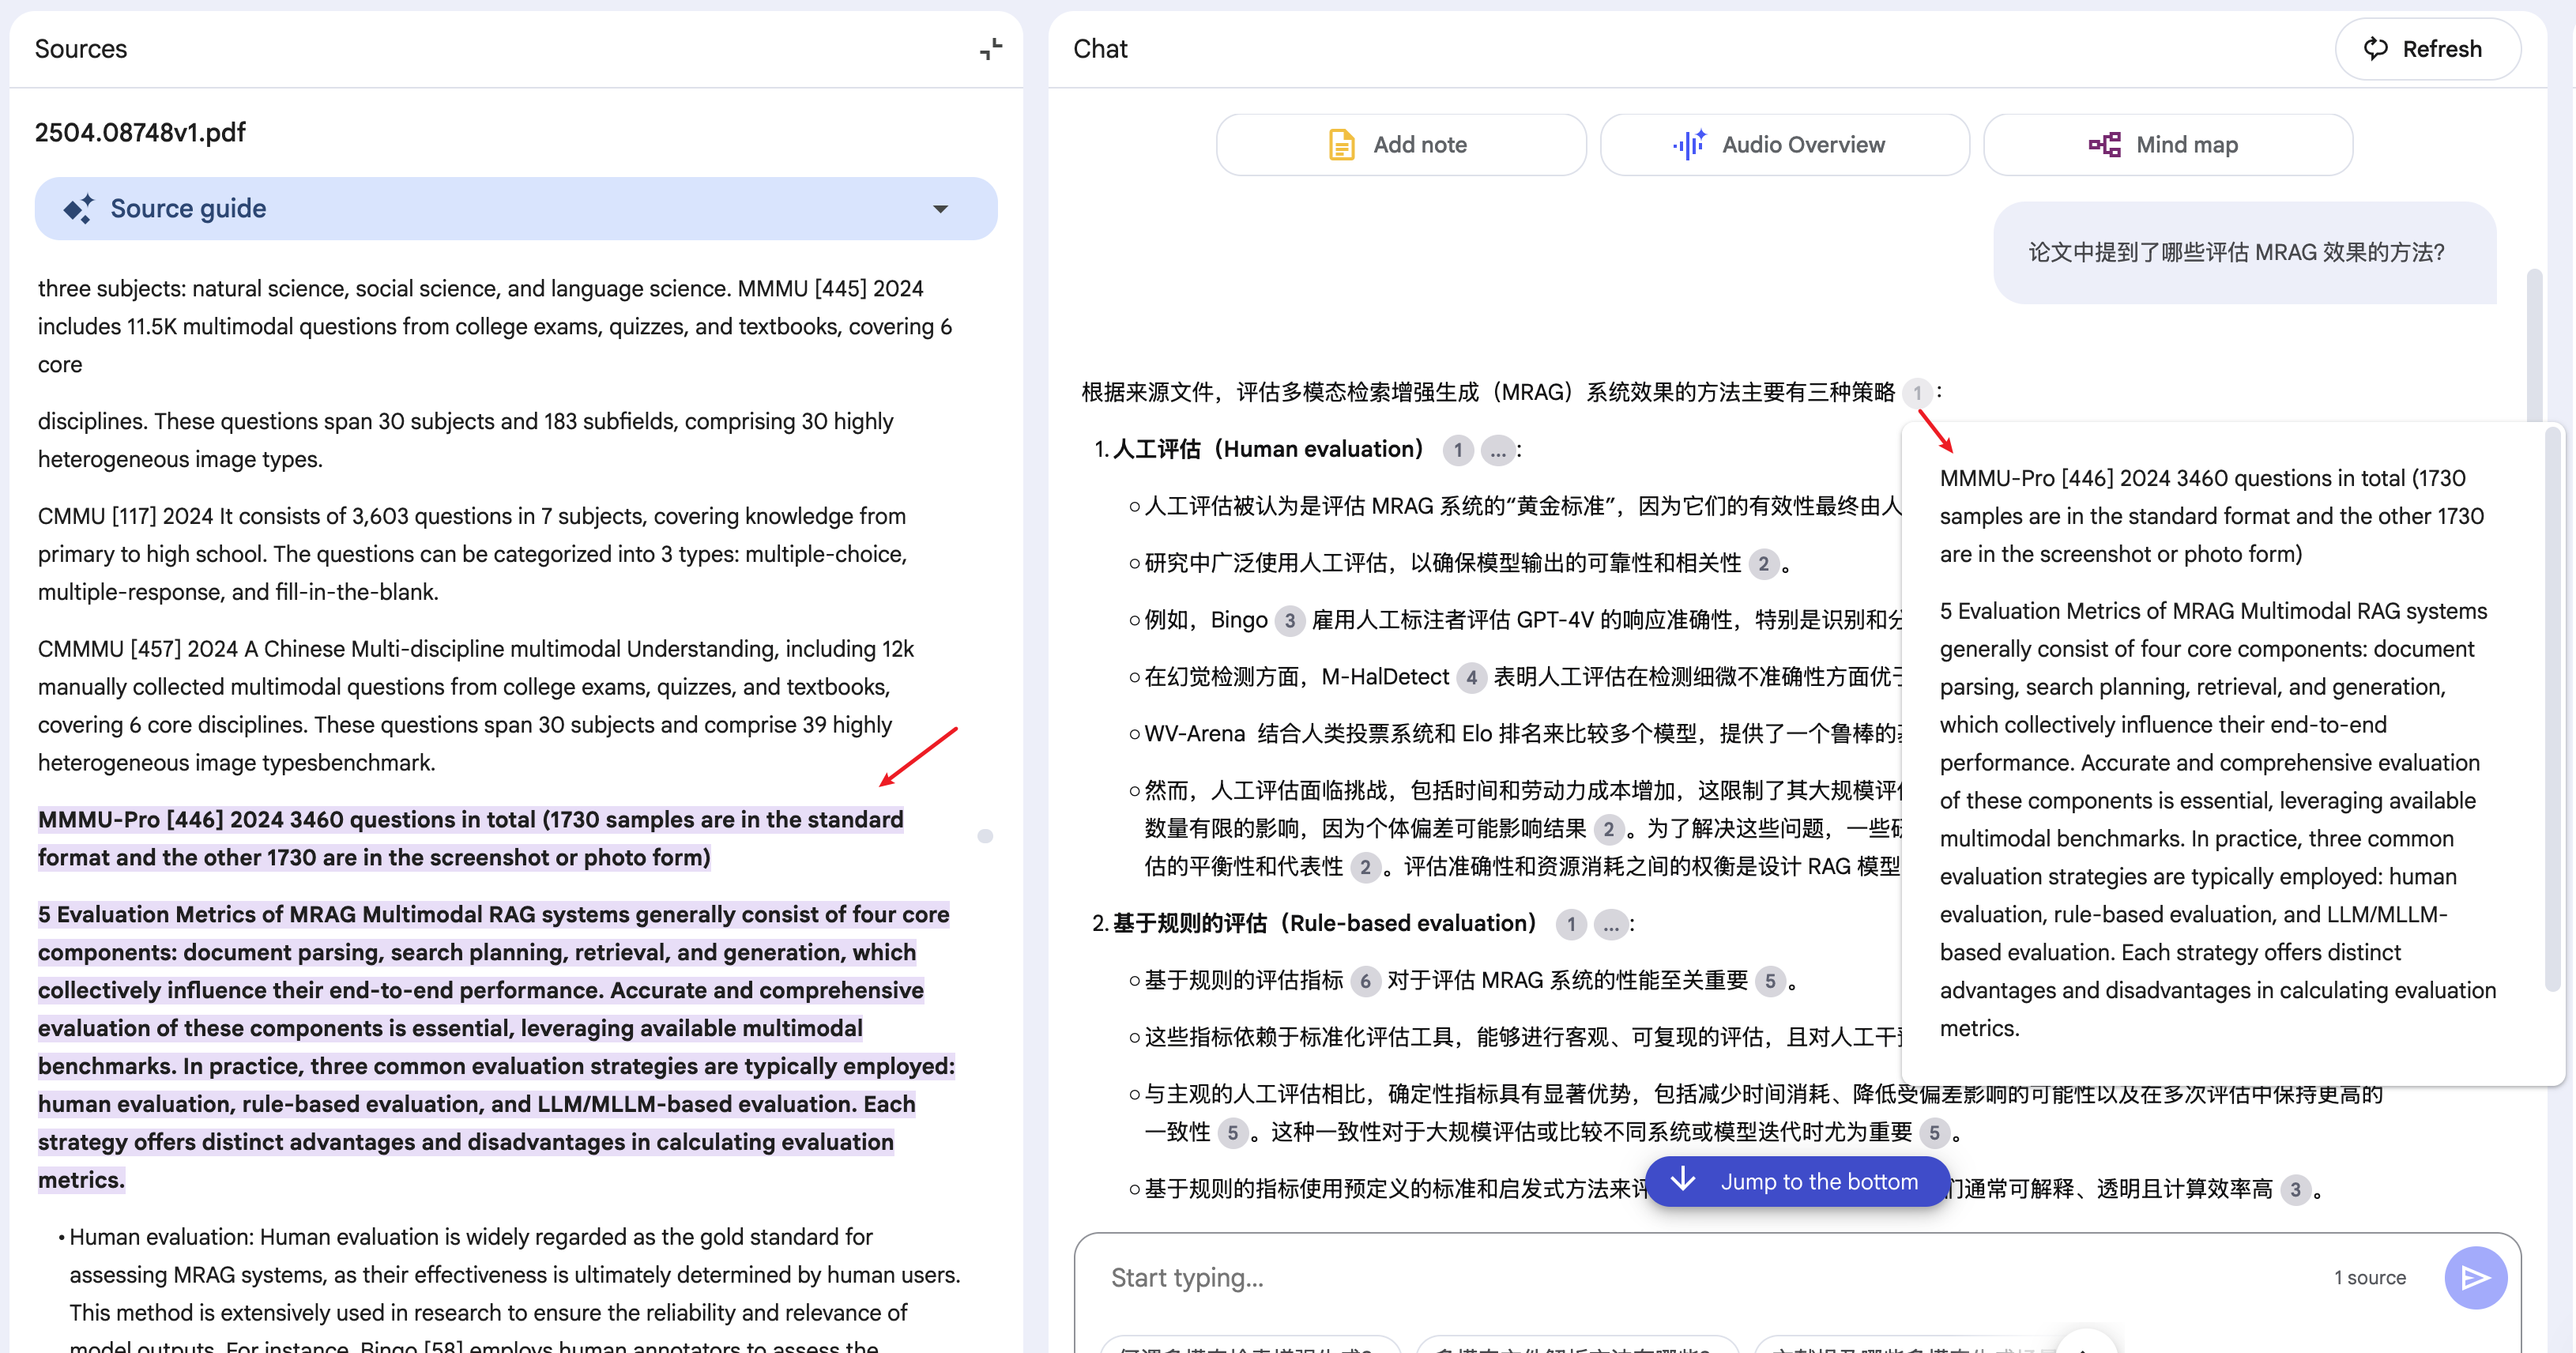 Sources
2504.08748v1.pdf
Source guide
three subjects: natural science, social science, and language science. MMMU [445] 2024
includes 11.5K multimodal questions from college exams, quizzes, and textbooks, covering 6
core
disciplines. These questions span 30 subjects and 183 subfields, comprising 30 highly
heterogeneous image types.
CMMU [117] 2024 It consists of 3,603 questions in 7 subjects, covering knowledge from
primary to high school. The questions can be categorized into 3 types: multiple-choice,
multiple-response, and fill-in-the-blank.
CMMMU [457] 2024 A Chinese Multi-discipline multimodal Understanding, including 12k
manually collected multimodal questions from college exams, quizzes, and textbooks,
covering 6 core disciplines. These questions span 30 subjects and comprise 39 highly
heterogeneous image typesbenchmark.
MMMU-Pro [446] 2024 3460 questions in total (1730 samples are in the standard
format and the other 1730 are in the screenshot or photo form)
5 Evaluation Metrics of MRAG Multimodal RAG systems generally consist of four core
components: document parsing, search planning, retrieval, and generation, which
collectively influence their end-to-end performance. Accurate and comprehensive
evaluation of these components is essential, leveraging available multimodal
benchmarks. In practice, three common evaluation strategies are typically employed:
human evaluation, rule-based evaluation, and LLM/MLLM-based evaluation. Each
strategy offers distinct advantages and disadvantages in calculating evaluation
metrics.
• Human evaluation: Human evaluation is widely regarded as the gold standard for
assessing MRAG systems, as their effectiveness is ultimately determined by human users.
This method is extensively used in research to ensure the reliability and relevance of
model outputs. For instance, Bingo [58] employs human annotators to assess the
Chat
Refresh
Add note
Audio Overview
Mind map
论文中提到了哪些评估 MRAG 效果的方法?
根据来源文件，评估多模态检索增强生成（MRAG）系统效果的方法主要有三种策略 1 :
1. 人工评估（Human evaluation） 1 ... :
○ 人工评估被认为是评估 MRAG 系统的“黄金标准”，因为它们的有效性最终由人
○ 研究中广泛使用人工评估，以确保模型输出的可靠性和相关性 2 。
○ 例如，Bingo 3 雇用人工标注者评估 GPT-4V 的响应准确性，特别是识别和
○ 在幻觉检测方面，M-HalDetect 4 表明人工评估在检测细微不准确性方面优
○ WV-Arena 结合人类投票系统和 Elo 排名来比较多个模型，提供了一个鲁棒的
○ 然而，人工评估面临挑战，包括时间和劳动力成本增加，这限制了其大规模评
数量有限的影响，因为个体偏差可能影响结果 2 。为了解决这些问题，一些
估的平衡性和代表性 2 。评估准确性和资源消耗之间的权衡是设计 RAG 模型
2. 基于规则的评估（Rule-based evaluation） 1 ... :
○ 基于规则的评估指标 6 对于评估 MRAG 系统的性能至关重要 5 。
○ 这些指标依赖于标准化评估工具，能够进行客观、可复现的评估，且对人工干
○ 与主观的人工评估相比，确定性指标具有显著优势，包括减少时间消耗、降低受偏差影响的可能性以及在多次评估中保持更高的
一致性 5 。这种一致性对于大规模评估或比较不同系统或模型迭代时尤为重要 5 。
○ 基于规则的指标使用预定义的标准和启发式方法来 们通常可解释、透明且计算效率高 3 。
MMMU-Pro [446] 2024 3460 questions in total (1730
samples are in the standard format and the other 1730
are in the screenshot or photo form)
5 Evaluation Metrics of MRAG Multimodal RAG systems
generally consist of four core components: document
parsing, search planning, retrieval, and generation,
which collectively influence their end-to-end
performance. Accurate and comprehensive evaluation
of these components is essential, leveraging available
multimodal benchmarks. In practice, three common
evaluation strategies are typically employed: human
evaluation, rule-based evaluation, and LLM/MLLM-
based evaluation. Each strategy offers distinct
advantages and disadvantages in calculating evaluation
metrics.
Jump to the bottom
Start typing...
1 source